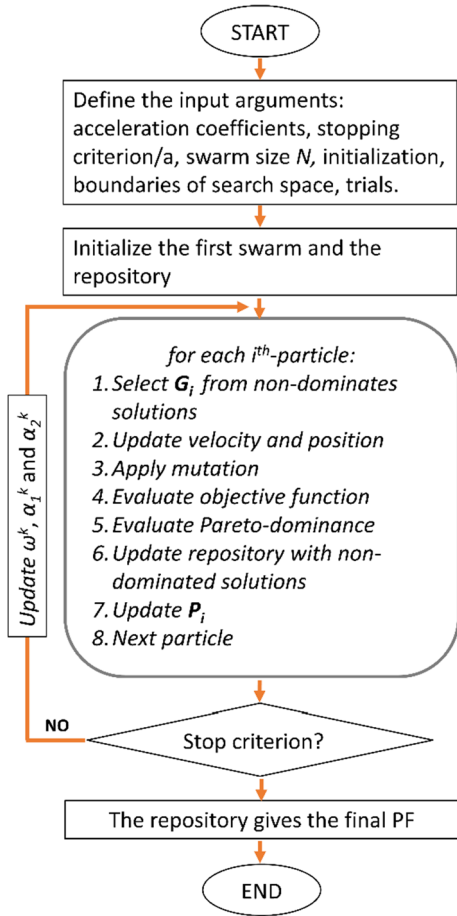 START
Define the input arguments:
acceleration coefficients, stopping
criterion/a, swarm size N, initialization,
boundaries of search space, trials.
Initialize the first swarm and the
repository
for each iᵗʰ-particle:
1. Select Gᵢ from non-dominates
solutions
2. Update velocity and position
3. Apply mutation
4. Evaluate objective function
5. Evaluate Pareto-dominance
6. Update repository with non-
dominated solutions
7. Update Pᵢ
8. Next particle
Update ωᵏ, α₁ᵏ and α₂ᵏ
NO
Stop criterion?
The repository gives the final PF
END